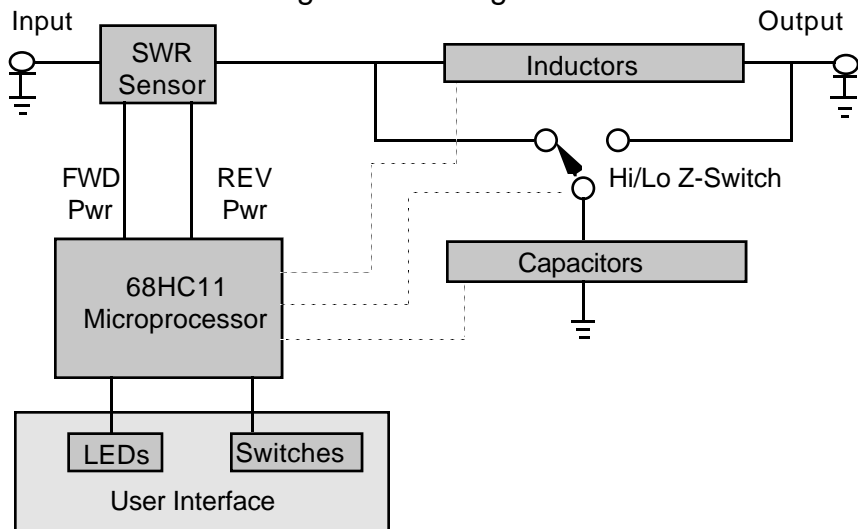 Input
Output
SWR
Sensor
Inductors
FWD
Pwr
REV
Pwr
Hi/Lo Z-Switch
68HC11
Microprocessor
Capacitors
LEDs
Switches
User Interface